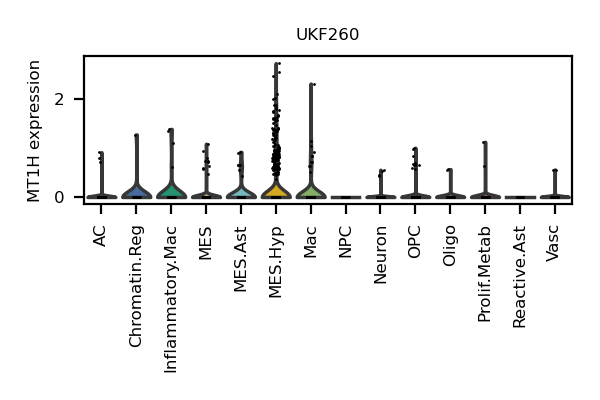 UKF260
MT1H expression
2
0
AC
Chromatin.Reg
Inflammatory.Mac
MES
MES.Ast
MES.Hyp
Mac
NPC
Neuron
OPC
Oligo
Prolif.Metab
Reactive.Ast
Vasc